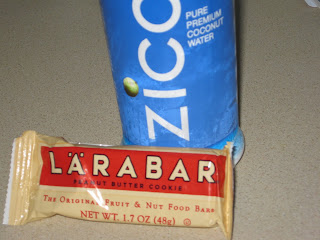 ZICO
PURE
PREMIUM
COCONUT
WATER
LÄRABAR
PEANUT BUTTER COOKIE
THE ORIGINAL FRUIT & NUT FOOD BAR
NET WT. 1.7 OZ (48g)